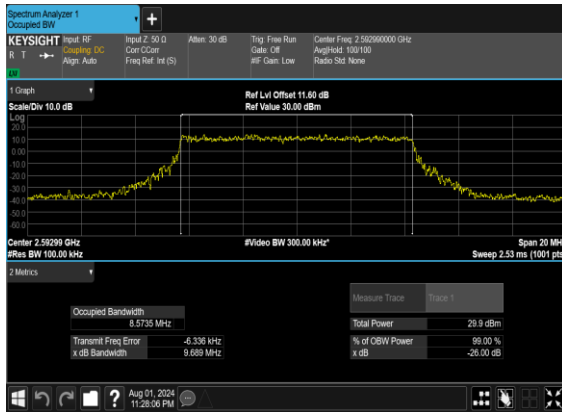 Spectrum Analyzer 1
Occupied BW
KEYSIGHT
R T
LXI
Input: RF
Coupling: DC
Align: Auto
Input Z: 50 Ω
Corr CCorr
Freq Ref: Int (S)
Atten: 30 dB
Trig: Free Run
Gate: Off
#IF Gain: Low
Center Freq: 2.592990000 GHz
Avg|Hold: 100/100
Radio Std: None
1 Graph
Scale/Div 10.0 dB
Ref Lvl Offset 11.60 dB
Ref Value 30.00 dBm
Log
20.0
10.0
0.00
-10.0
-20.0
-30.0
-40.0
-50.0
-60.0
Center 2.59299 GHz
#Res BW 100.00 kHz
#Video BW 300.00 kHz*
Span 20 MH
Sweep 2.53 ms (1001 pts
2 Metrics
Occupied Bandwidth
8.5735 MHz
Transmit Freq Error -6.336 kHz
x dB Bandwidth 9.689 MHz
Measure Trace Trace 1
Total Power 29.9 dBm
% of OBW Power 99.00 %
x dB -26.00 dB
Aug 01, 2024
11:28:06 PM